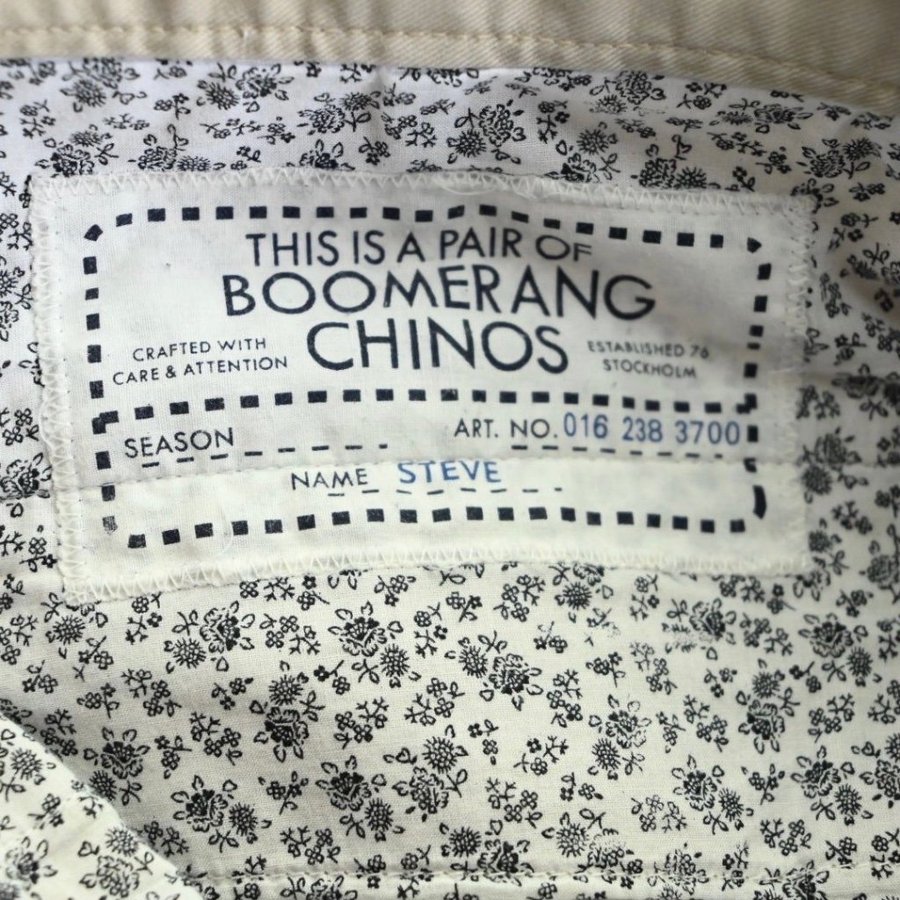 THIS IS A PAIR OF
BOOMERANG
CHINOS
CRAFTED WITH
CARE & ATTENTION
ESTABLISHED 76
STOCKHOLM
SEASON
ART. NO. 016 238 3700
NAME STEVE